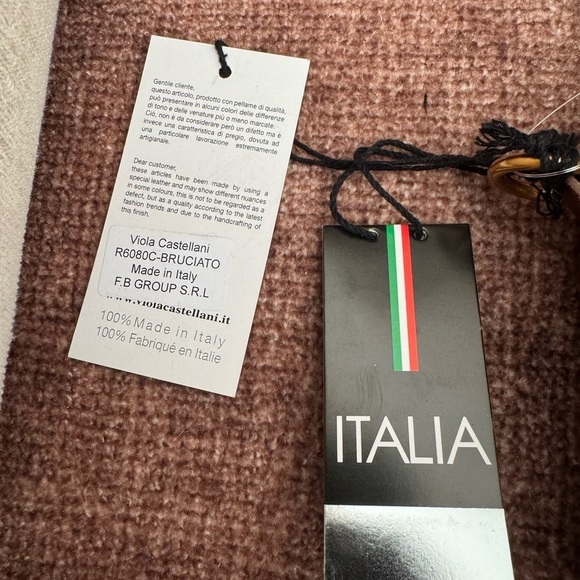 Gentile cliente,
questo articolo, prodotto con pellame di qualità,
può presentare in alcuni colori delle differenze
di tono e delle venature più o meno marcate.
Ciò, non è da considerare però un difetto ma è
invece una caratteristica di pregio, dovuta ad
una particolare lavorazione estremamente
artigianale.
Dear customer,
these articles have been made by using a
special leather and may show different nuances
in some colours, this is not to be regarded as a
defect, but as a quality according to the latest
fashion trends and due to the handcrafting of
this finish.
Viola Castellani
R6080C-BRUCIATO
Made in Italy
F.B GROUP S.R.L
www.violacastellani.it
100% Made in Italy
100% Fabriqué en Italie
ITALIA